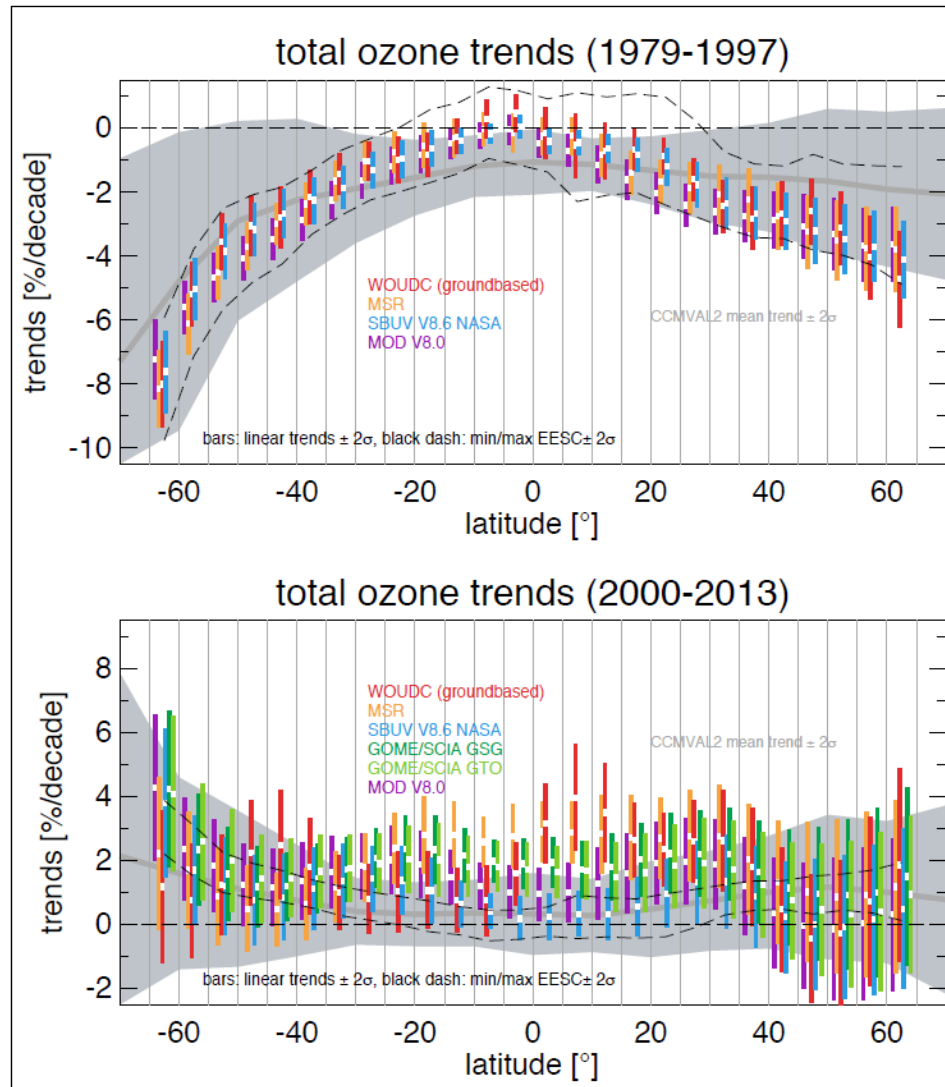 total ozone trends (1979-1997)
0
-2
-4
-6
-8
-10
trends [%/decade]
WOUDC (groundbased)
MSR
SBUV V8.6 NASA
MOD V8.0
CCMVAL2 mean trend ± 2σ
bars: linear trends ± 2σ, black dash: min/max EESC± 2σ
-60 -40 -20 0 20 40 60
latitude [°]
total ozone trends (2000-2013)
8
6
4
2
0
-2
trends [%/decade]
WOUDC (groundbased)
MSR
SBUV V8.6 NASA
GOME/SCIA GSG
GOME/SCIA GTO
MOD V8.0
CCMVAL2 mean trend ± 2σ
bars: linear trends ± 2σ, black dash: min/max EESC± 2σ
-60 -40 -20 0 20 40 60
latitude [°]